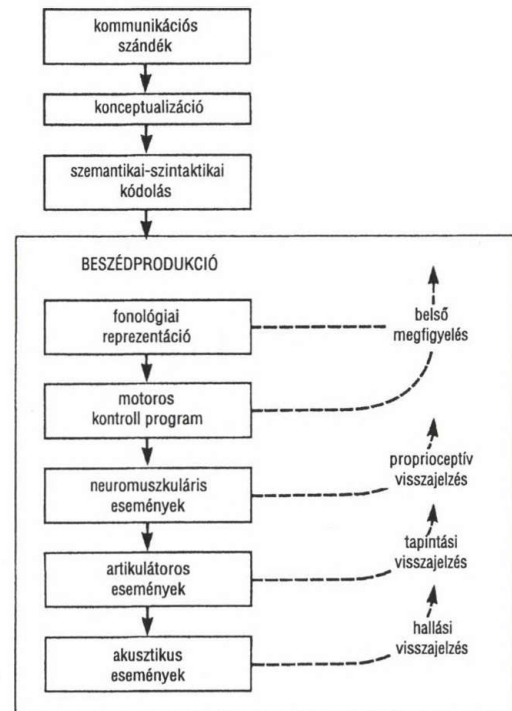 kommunikációs
szándék
konceptualizáció
szemantikai-szintaktikai
kódolás
BESZÉDPRODUKCIÓ
fonológiai
reprezentáció
belső
megfigyelés
motoros
kontroll program
neuromuszkuláris
események
proprioceptív
visszajelzés
artikulátoros
események
tapintási
visszajelzés
akusztikus
események
hallási
visszajelzés